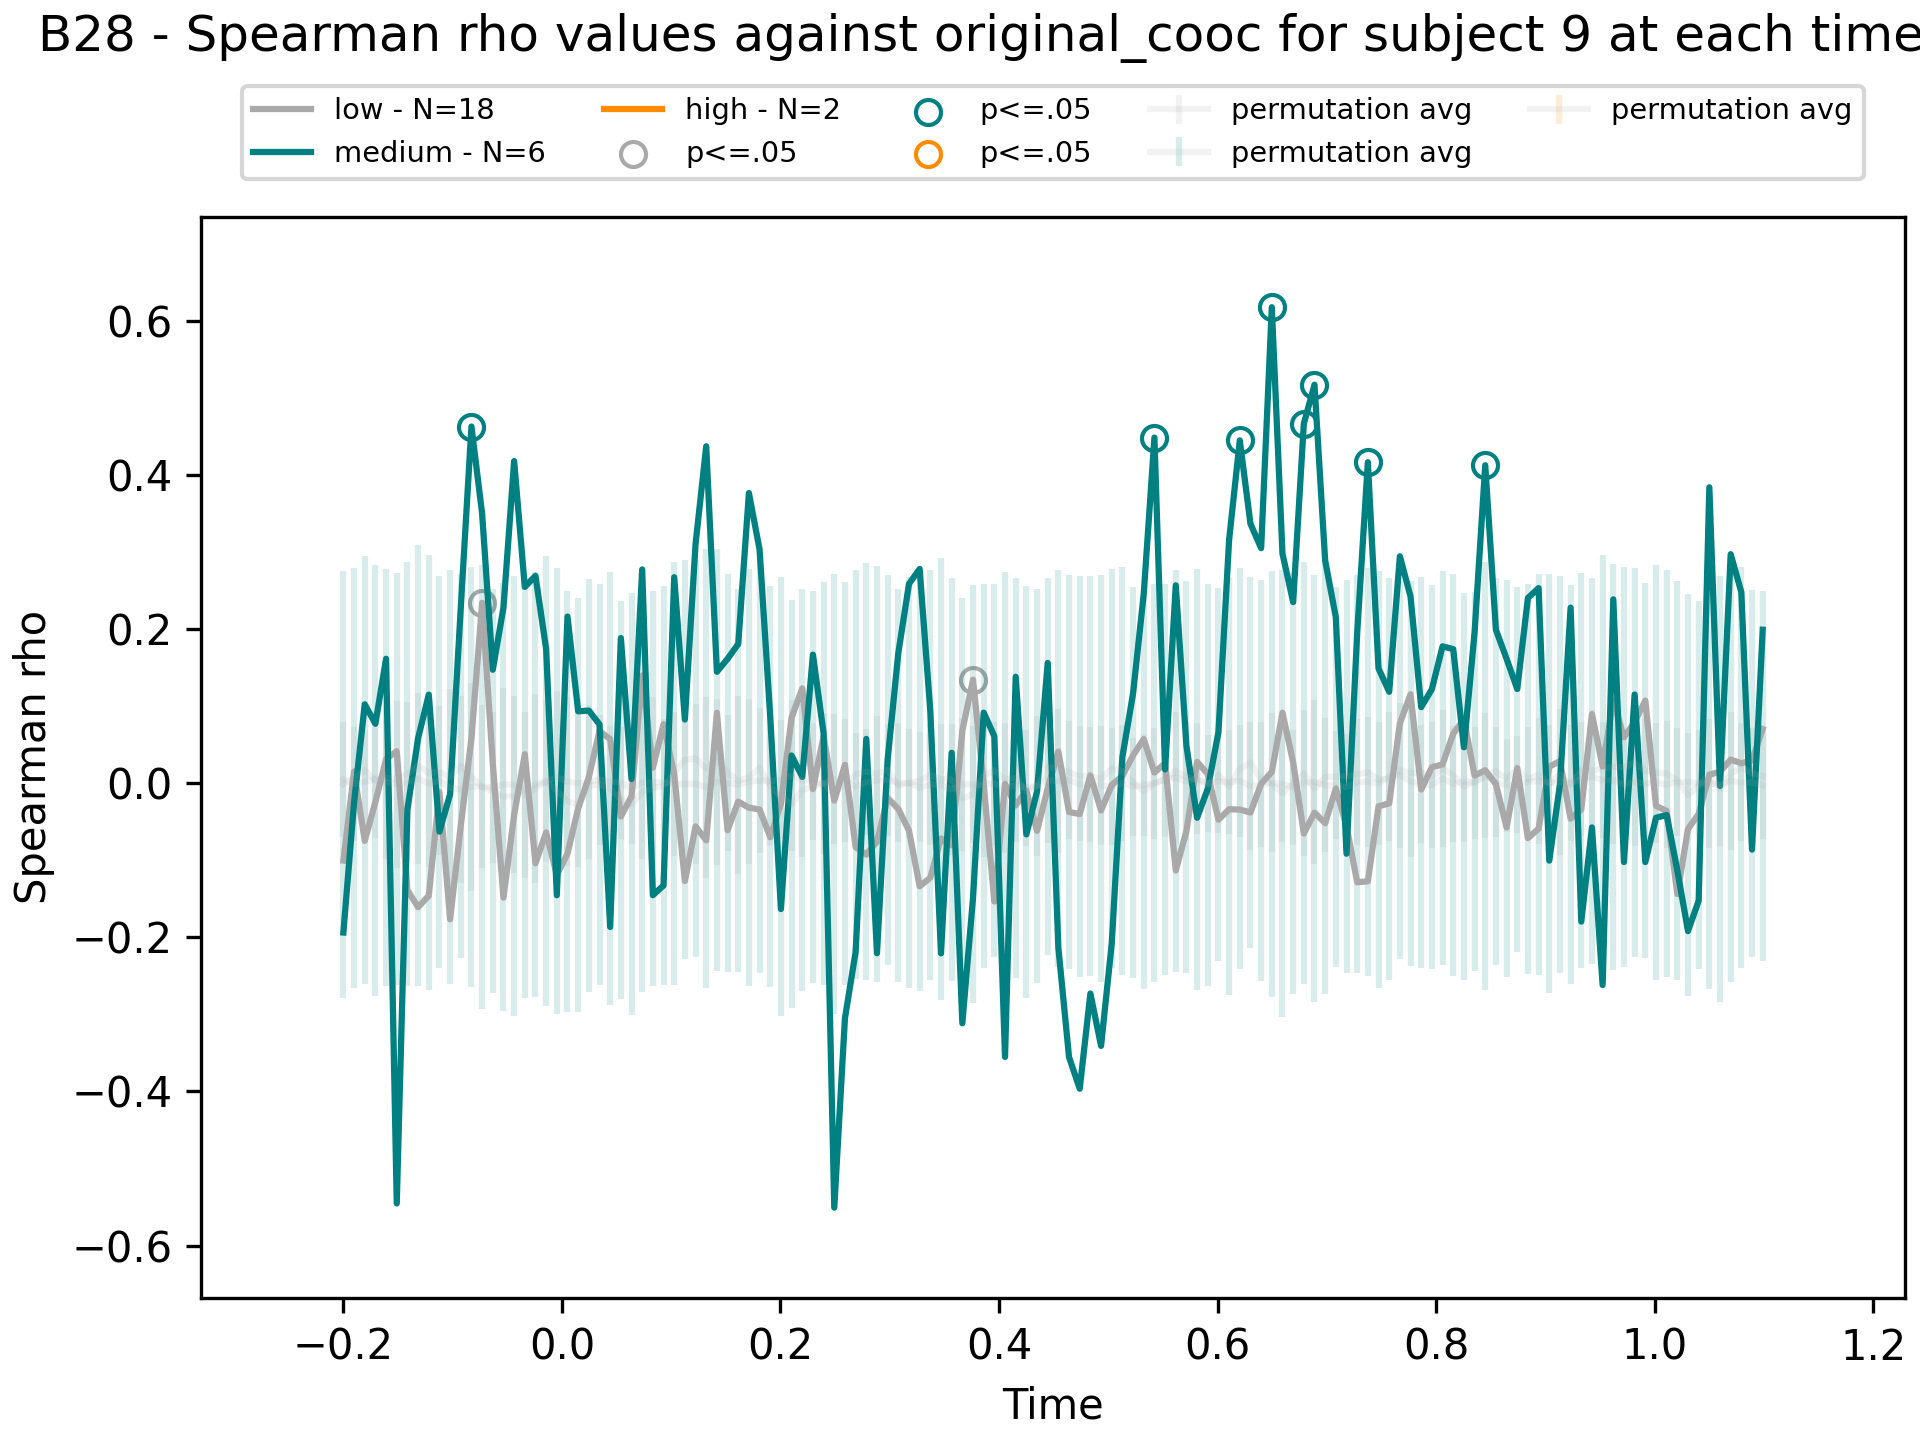 B28 - Spearman rho values against original_cooc for subject 9 at each time
low - N=18
medium - N=6
high - N=2
p<=.05
p<=.05
p<=.05
permutation avg
permutation avg
permutation avg
Spearman rho
0.6
0.4
0.2
0.0
−0.2
−0.4
−0.6
−0.2 0.0 0.2 0.4 0.6 0.8 1.0 1.2
Time